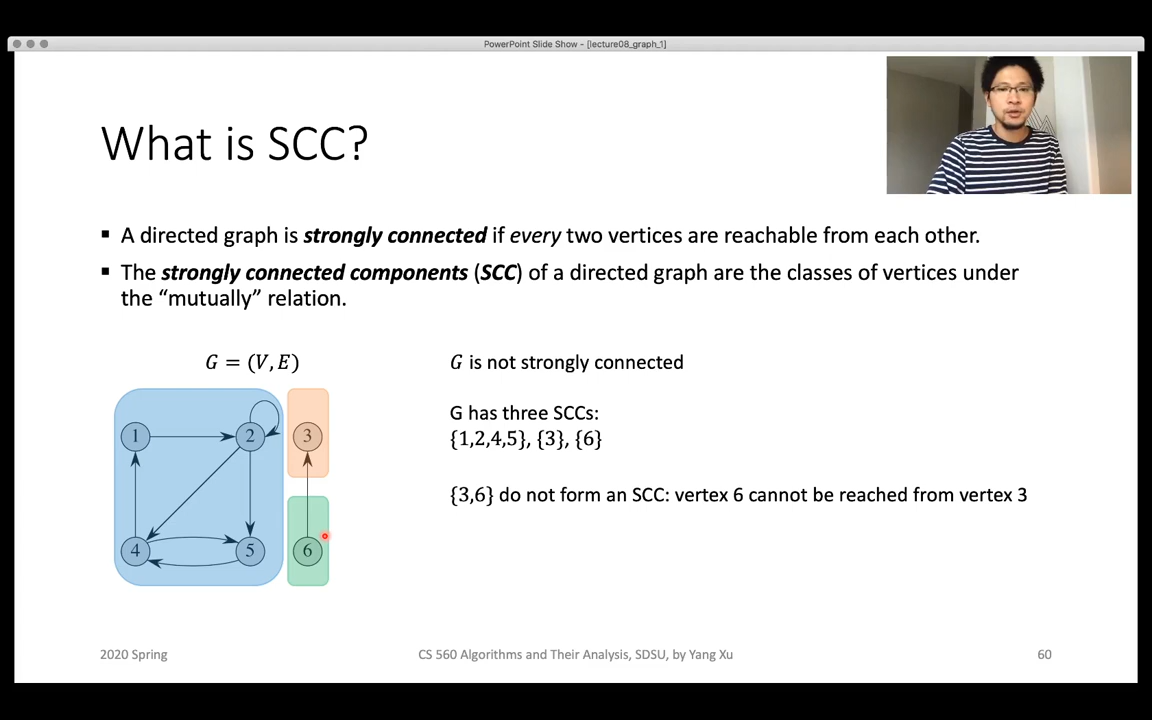 PowerPoint Slide Show - [lecture08_graph_1]
What is SCC?
▪ A directed graph is strongly connected if every two vertices are reachable from each other.
▪ The strongly connected components (SCC) of a directed graph are the classes of vertices under
the “mutually” relation.
G = (V, E)
G is not strongly connected
G has three SCCs:
{1,2,4,5}, {3}, {6}
{3,6} do not form an SCC: vertex 6 cannot be reached from vertex 3
1 2 3
4 5 6
2020 Spring
CS 560 Algorithms and Their Analysis, SDSU, by Yang Xu
60